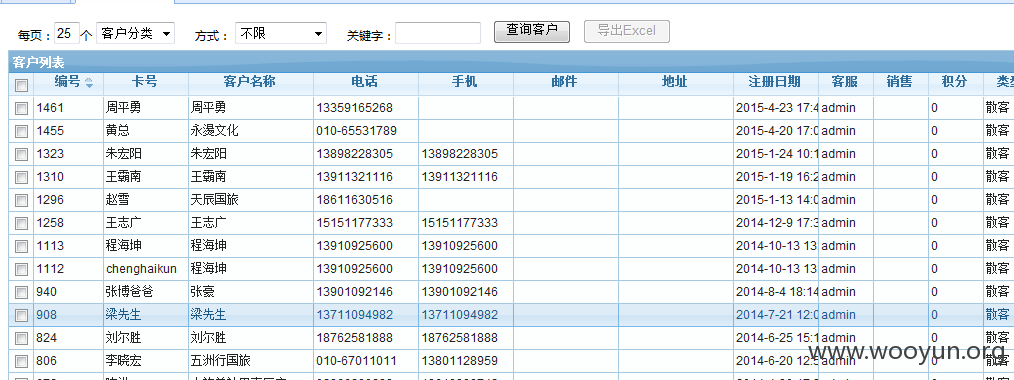 每页： 25 个 客户分类 方式： 不限 关键字： 查询客户 导出Excel
客户列表
编号 卡号 客户名称 电话 手机 邮件 地址 注册日期 客服 销售 积分
1461 周平勇 周平勇 13359165268 2015-4-23 17:4 admin 0 散客
1455 黄总 永漫文化 010-65531789 2015-4-20 17:0 admin 0 散客
1323 朱宏阳 朱宏阳 13898228305 13898228305 2015-1-24 10:1 admin 0 散客
1310 王霸南 王霸南 13911321116 13911321116 2015-1-19 16:2 admin 0 散客
1296 赵雪 天辰国旅 18611630516 2015-1-13 14:0 admin 0 散客
1258 王志广 王志广 15151177333 15151177333 2014-12-9 17:3 admin 0 散客
1113 程海坤 程海坤 13910925600 13910925600 2014-10-13 13 admin 0 散客
1112 chenghaikun 程海坤 13910925600 13910925600 2014-10-13 13 admin 0 散客
940 张博爸爸 张豪 13901092146 13901092146 2014-8-4 18:14 admin 0 散客
908 梁先生 梁先生 13711094982 13711094982 2014-7-21 12:0 admin 0 散客
824 刘尔胜 刘尔胜 18762581888 18762581888 2014-6-25 15:1 admin 0 散客
806 李晓宏 五洲行国旅 010-67011011 13801128959 2014-6-20 12:5 admin 0 散客
www.wooyun.org